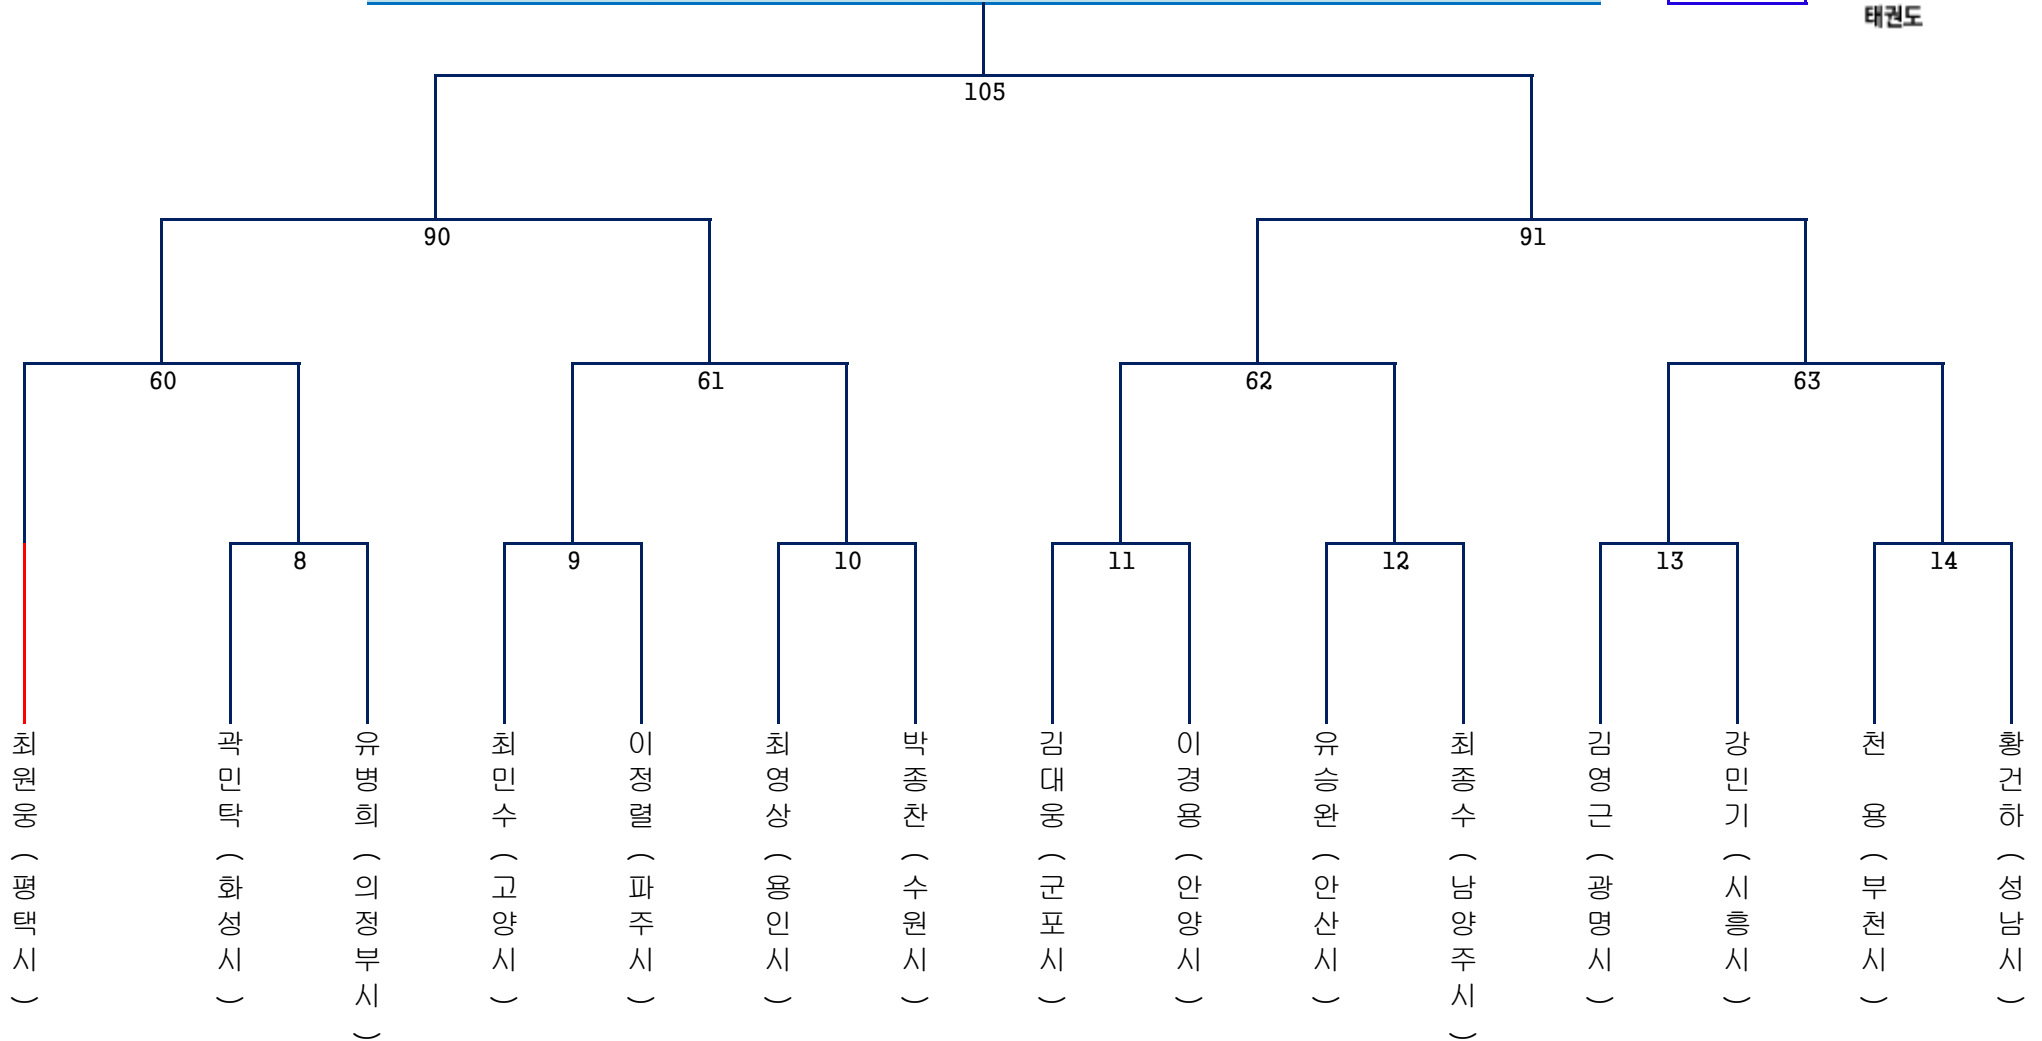 태권도
105
90
91
60
61
62
63
8
9
10
11
12
13
14
최원웅(평택시)
곽민탁(화성시)
유병희(의정부시)
최민수(고양시)
이정렬(파주시)
최영상(용인시)
박종찬(수원시)
김대웅(군포시)
이경용(안양시)
유승완(안산시)
최종수(남양주시)
김영근(광명시)
강민기(시흥시)
천 용(부천시)
황건하(성남시)